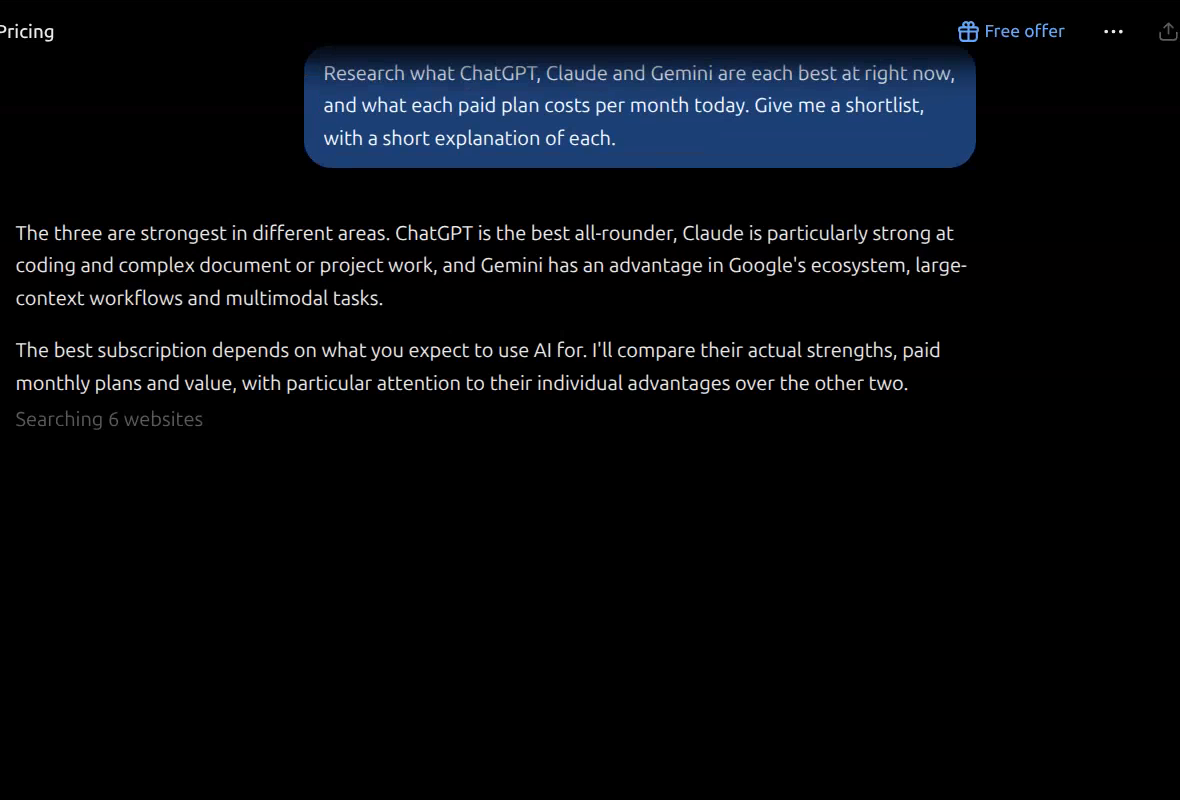 Pricing
Free offer
Research what ChatGPT, Claude and Gemini are each best at right now,
and what each paid plan costs per month today. Give me a shortlist,
with a short explanation of each.
The three are strongest in different areas. ChatGPT is the best all-rounder, Claude is particularly strong at
coding and complex document or project work, and Gemini has an advantage in Google's ecosystem, large-
context workflows and multimodal tasks.
The best subscription depends on what you expect to use AI for. I'll compare their actual strengths, paid
monthly plans and value, with particular attention to their individual advantages over the other two.
Searching 6 websites